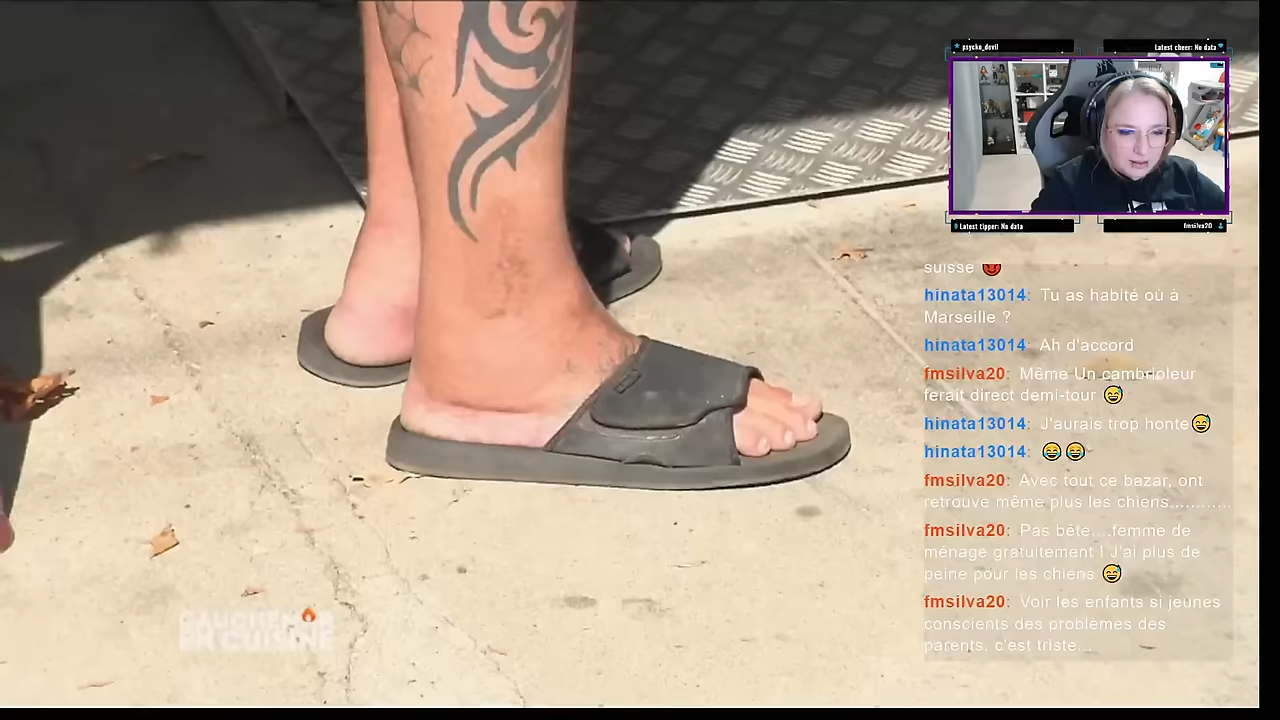 psycko_devil
Latest cheer: No data
Latest tipper: No data
fmsilva20
suisse
hinata13014: Tu as habité où à
Marseille ?
hinata13014: Ah d'accord
fmsilva20: Même Un cambrioleur
ferait direct demi-tour 😅
hinata13014: J'aurais trop honte😅
hinata13014: 😂😂
fmsilva20: Avec tout ce bazar, ont
retrouve même plus les chiens............
fmsilva20: Pas bête....femme de
ménage gratuitement ! J'ai plus de
peine pour les chiens 😅
fmsilva20: Voir les enfants si jeunes
conscients des problèmes des
parents, c'est triste...
EN CUISINE